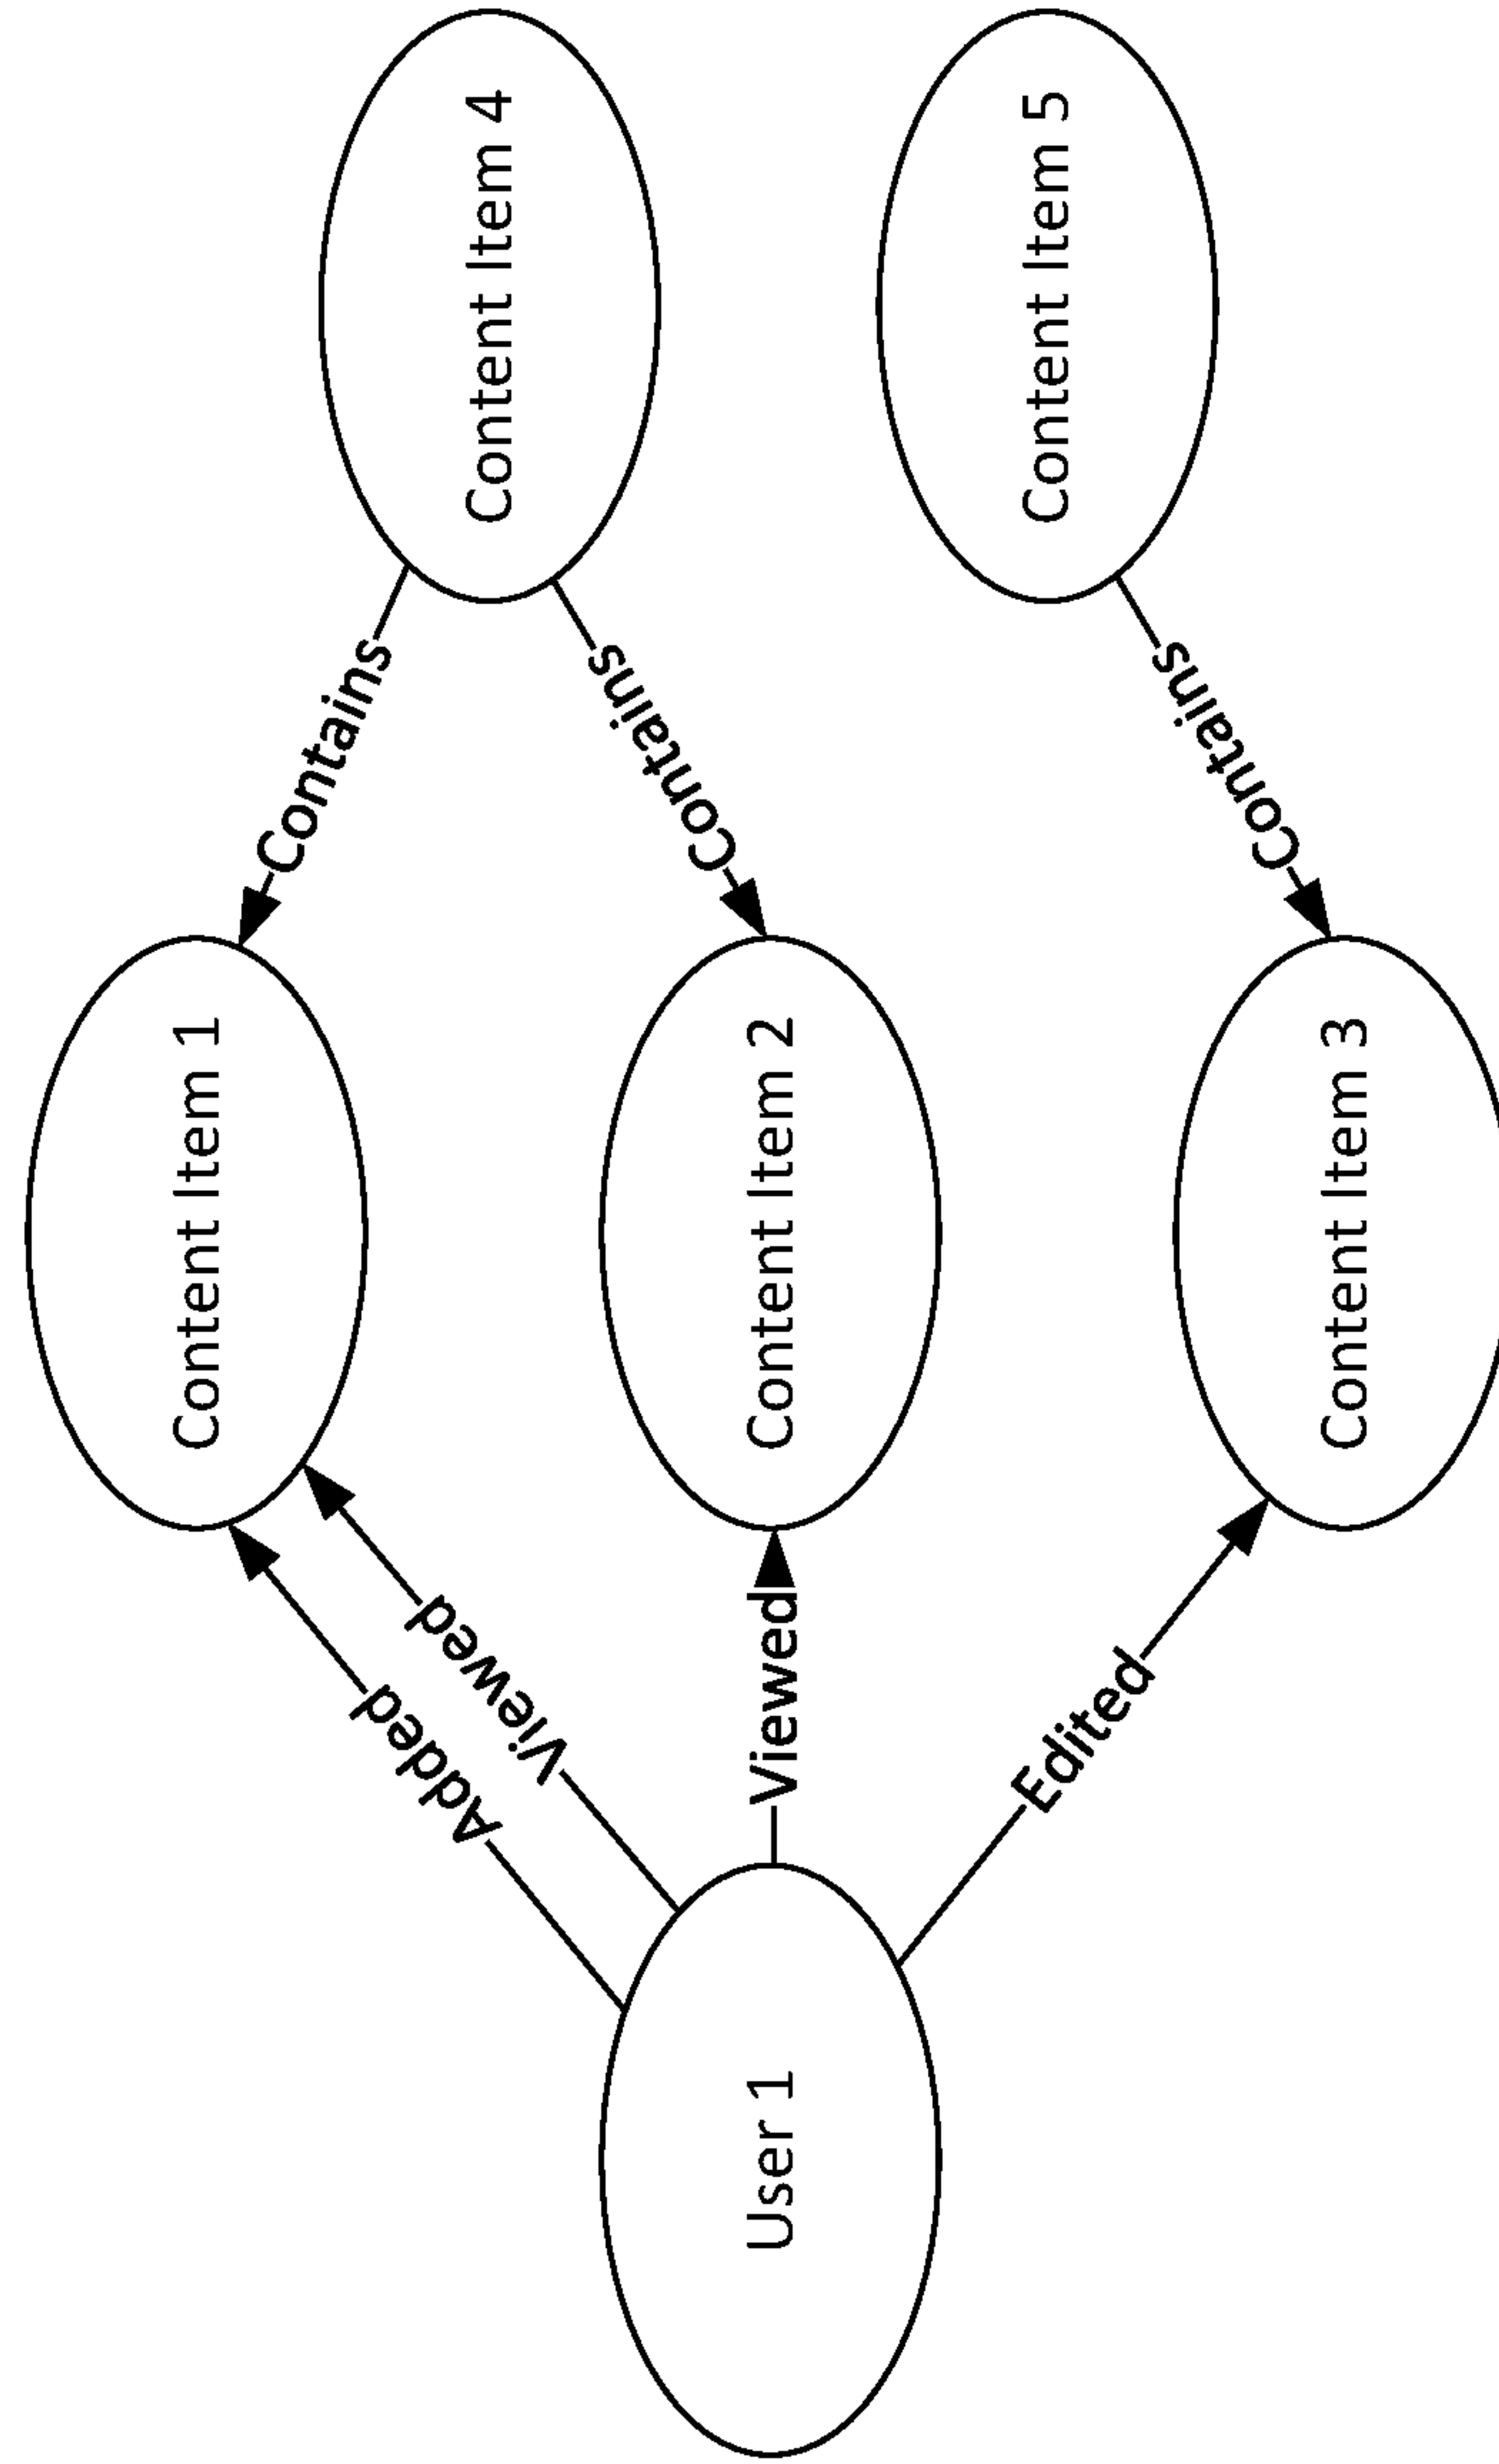 User 1
Added
Viewed
Viewed
Edited
Content Item 1
Content Item 2
Content Item 3
Contains
Contains
Contains
Content Item 4
Content Item 5